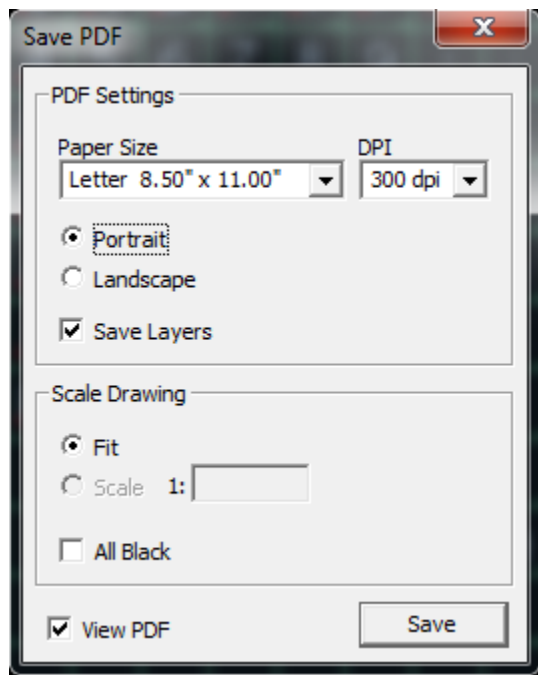 Save PDF
PDF Settings
Paper Size DPI
Letter 8.50" x 11.00" 300 dpi
Portrait
Landscape
Save Layers
Scale Drawing
Fit
Scale 1:
All Black
View PDF Save